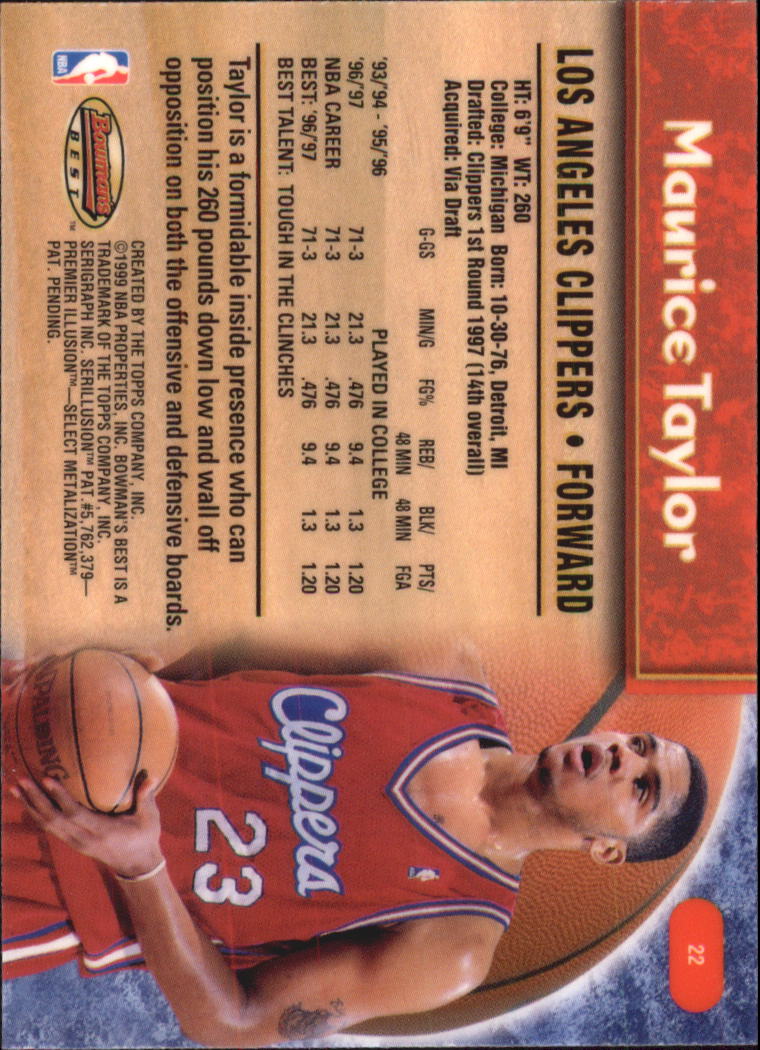 Maurice Taylor
22
LOS ANGELES CLIPPERS • FORWARD
HT: 6'9" WT: 260
College: Michigan Born: 10-30-76, Detroit, MI
Drafted: Clippers 1st Round 1997 (14th overall)
Acquired: Via Draft
G-GS MIN/G FG% REB/ 48 MIN BLK/ 48 MIN PTS/ FGA
'93/'94 - '95/'96 PLAYED IN COLLEGE
'96/'97 71-3 21.3 .476 9.4 1.3 1.20
NBA CAREER 71-3 21.3 .476 9.4 1.3 1.20
BEST: '96/'97 71-3 21.3 .476 9.4 1.3 1.20
BEST TALENT: TOUGH IN THE CLINCHES
Taylor is a formidable inside presence who can
position his 260 pounds down low and wall off
opposition on both the offensive and defensive boards.
NBA
Bowman's
BEST™
CREATED BY THE TOPPS COMPANY, INC.
©1999 NBA PROPERTIES, INC. BOWMAN'S BEST IS A
TRADEMARK OF THE TOPPS COMPANY, INC.
SERIGRAPH INC. SERILLUSION™ PAT. #5,762,379—
PREMIER ILLUSION™—SELECT METALIZATION™
PAT. PENDING.
Clippers
23
SPALDING